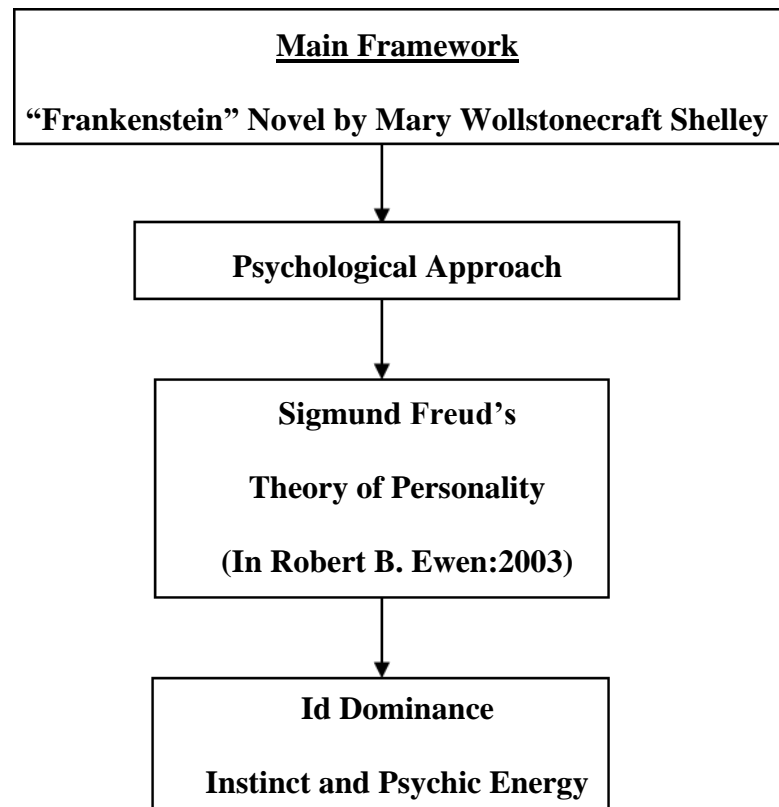 Main Framework
“Frankenstein” Novel by Mary Wollstonecraft Shelley
Psychological Approach
Sigmund Freud’s
Theory of Personality
(In Robert B. Ewen:2003)
Id Dominance
Instinct and Psychic Energy